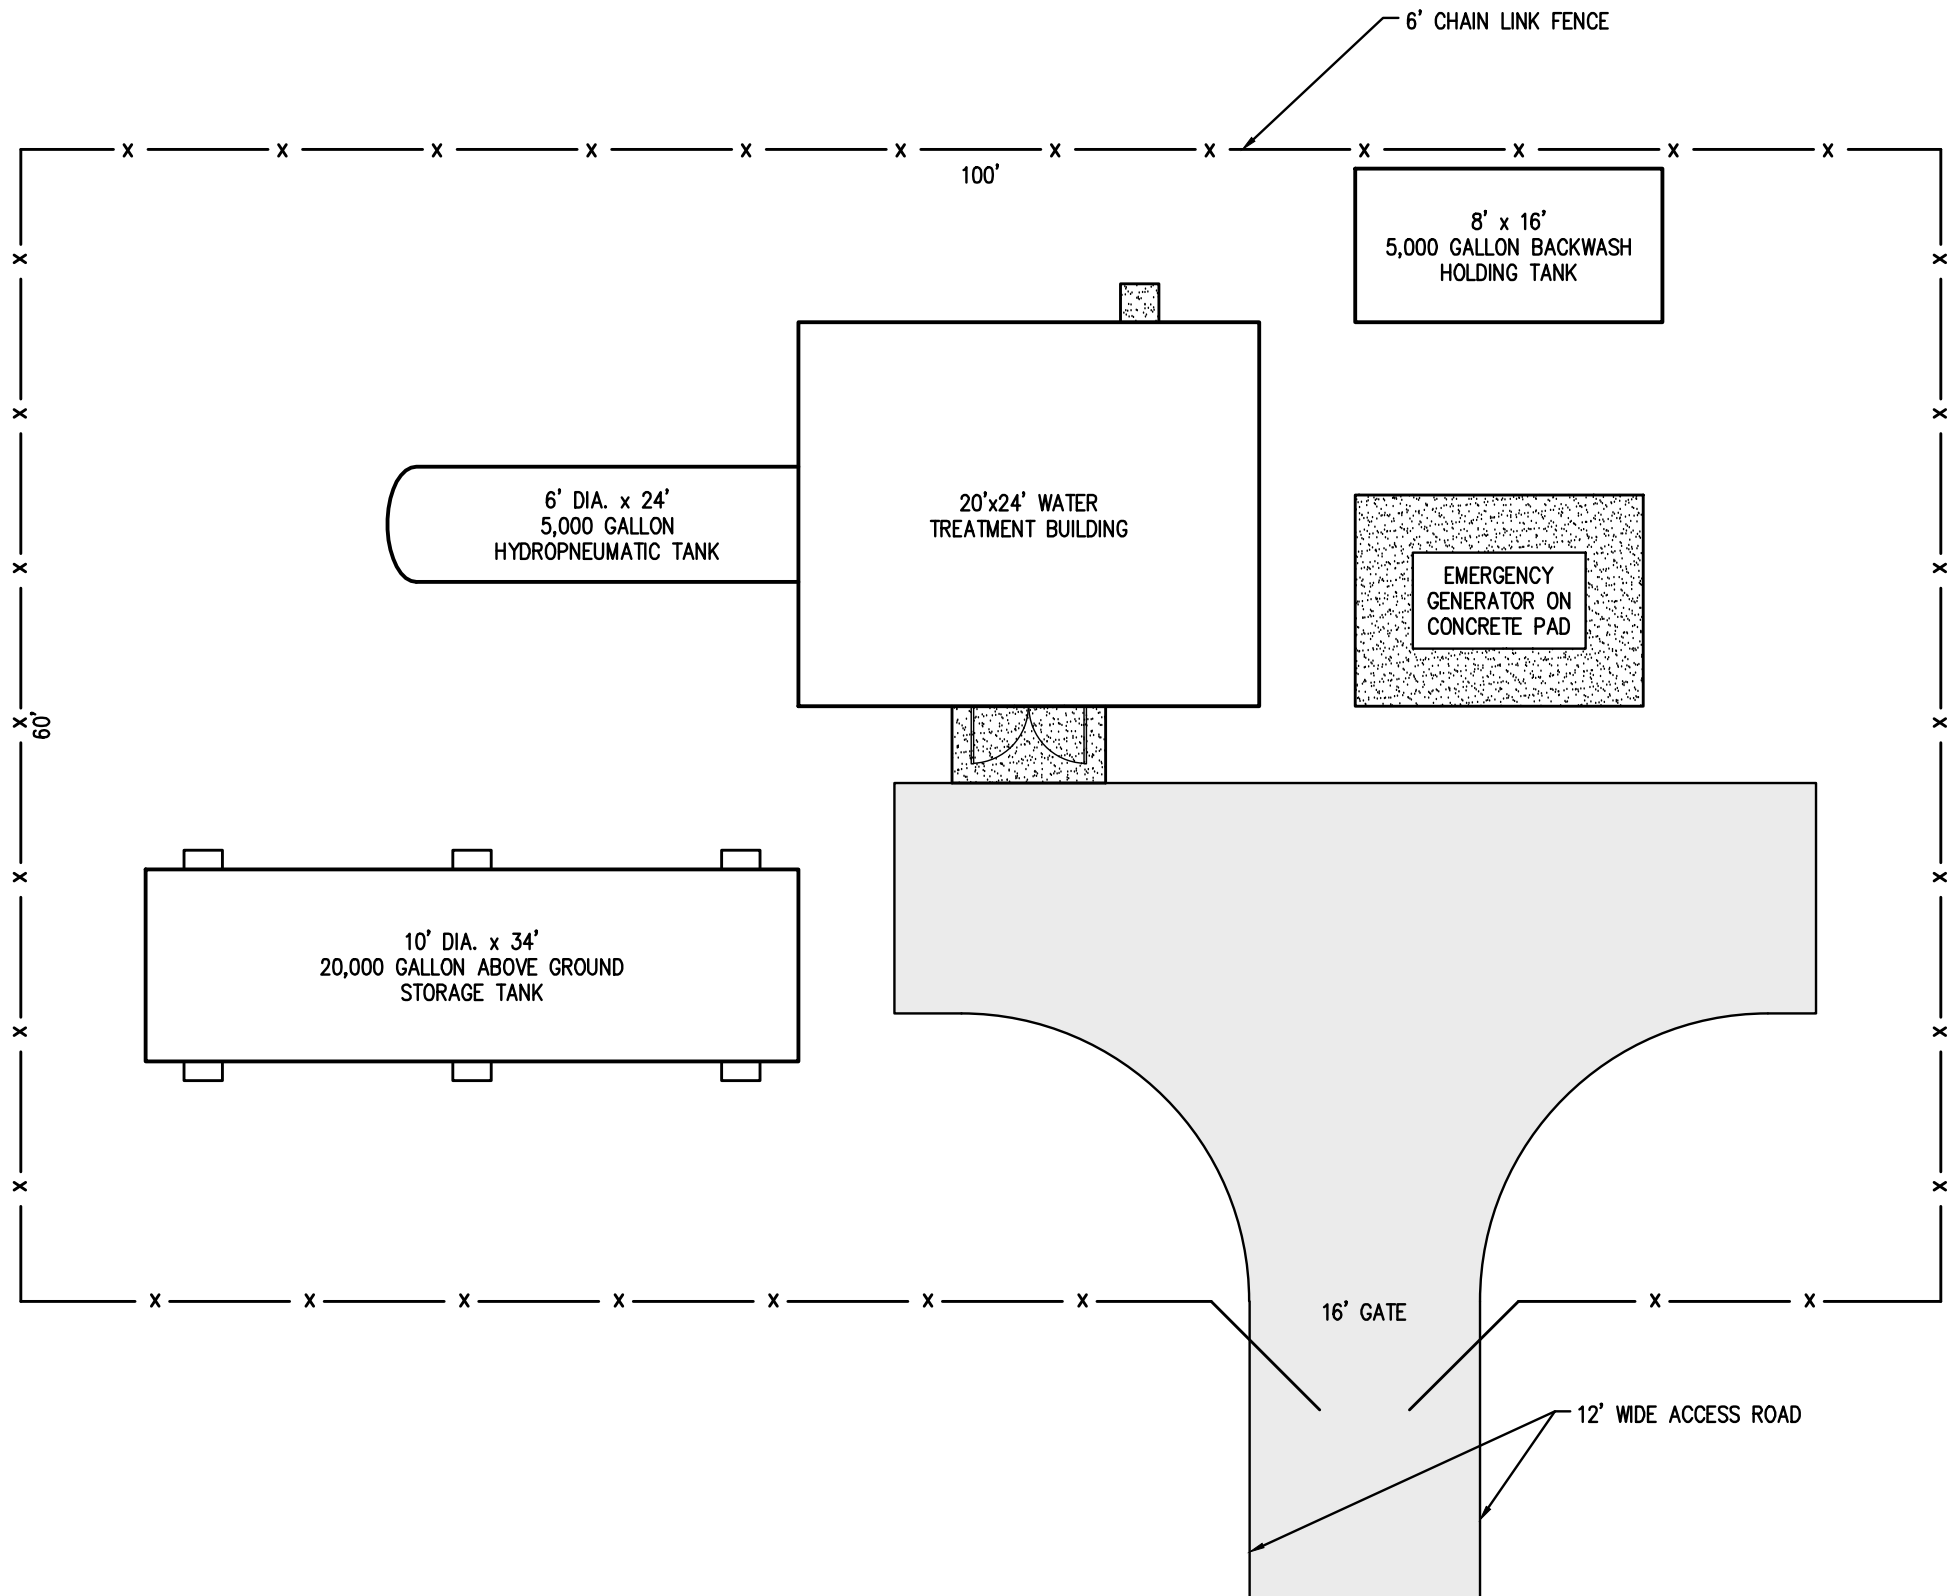 6' CHAIN LINK FENCE
100'
8' x 16'
5,000 GALLON BACKWASH
HOLDING TANK
6' DIA. x 24'
5,000 GALLON
HYDROPNEUMATIC TANK
20'x24' WATER
TREATMENT BUILDING
EMERGENCY
GENERATOR ON
CONCRETE PAD
60'
10' DIA. x 34'
20,000 GALLON ABOVE GROUND
STORAGE TANK
16' GATE
12' WIDE ACCESS ROAD